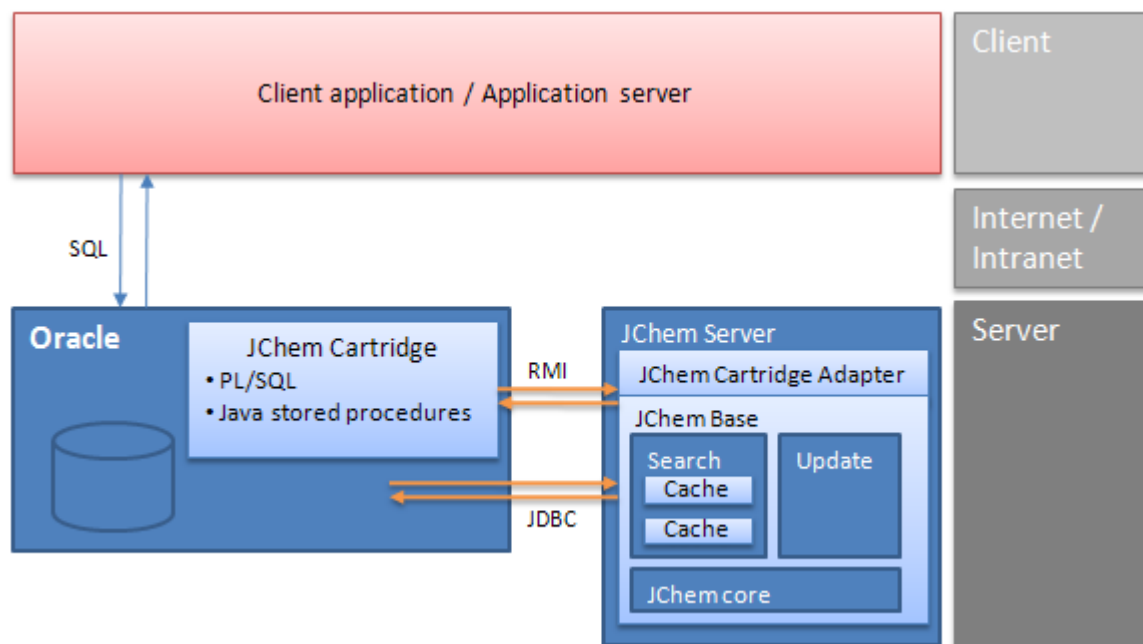 Client application / Application server
Client
Internet /
Intranet
SQL
Oracle
JChem Cartridge
• PL/SQL
• Java stored procedures
RMI
JDBC
JChem Server
JChem Cartridge Adapter
JChem Base
Search
Cache
Cache
Update
JChem core
Server